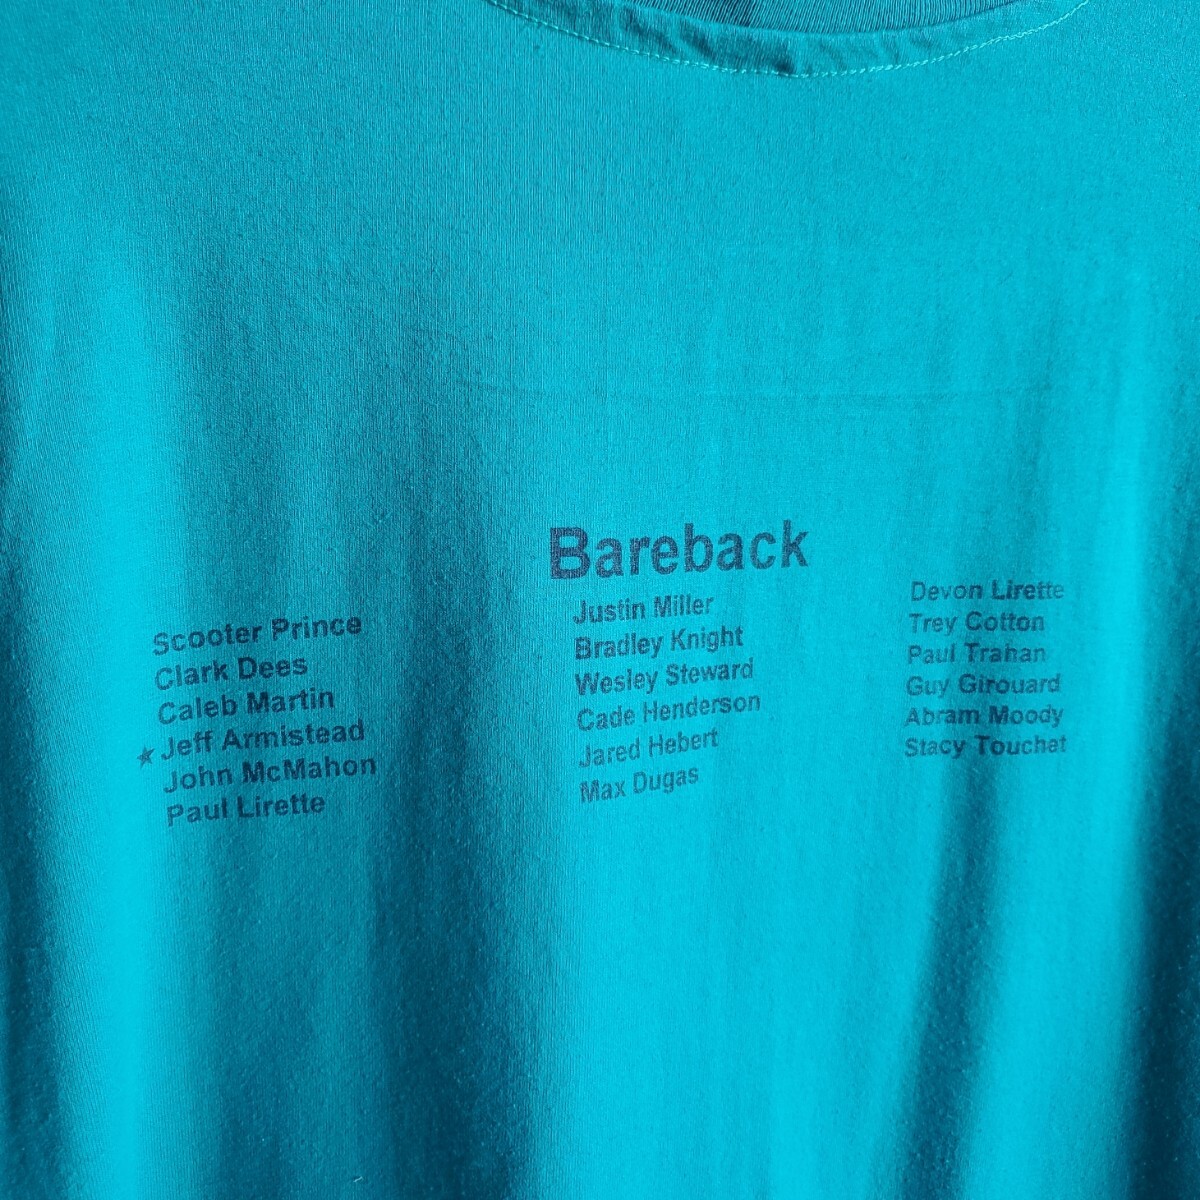 Bareback
Scooter Prince
Clark Dees
Caleb Martin
★Jeff Armistead
John McMahon
Paul Lirette
Justin Miller
Bradley Knight
Wesley Steward
Cade Henderson
Jared Hebert
Max Dugas
Devon Lirette
Trey Cotton
Paul Trahan
Guy Girouard
Abram Moody
Stacy Touchet